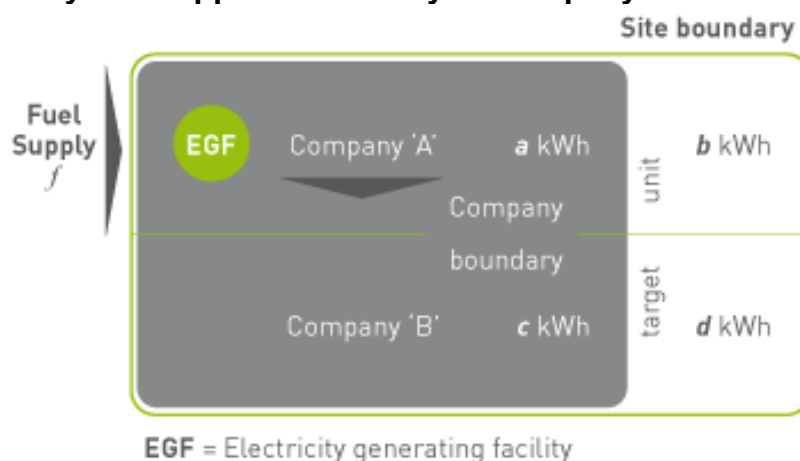 Site boundary
Fuel
Supply
f
EGF
Company 'A'
a kWh
b kWh
unit
Company
boundary
target
Company 'B'
c kWh
d kWh
EGF = Electricity generating facility